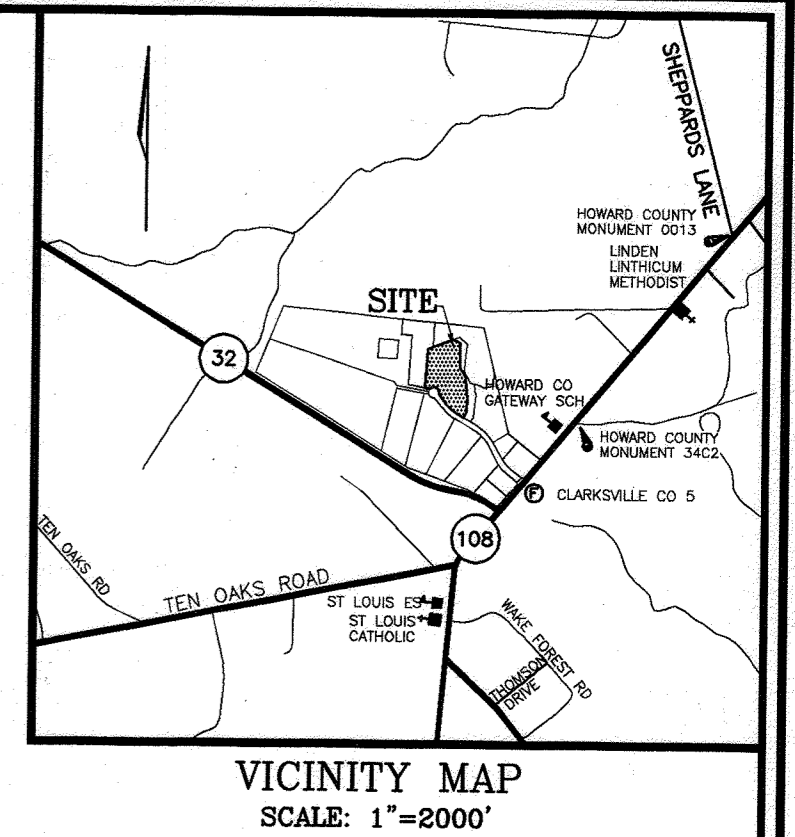 SHEPPARDS LANE
HOWARD COUNTY
MONUMENT 0013
LINDEN
LINTHICUM
METHODIST
SITE
32
HOWARD CO
GATEWAY SCH
HOWARD COUNTY
MONUMENT 34C2
F CLARKSVILLE CO 5
108
TEN OAKS RD
TEN OAKS ROAD
ST LOUIS ES
ST LOUIS
CATHOLIC
WAKE FOREST RD
THOMSON
DRIVE
VICINITY MAP
SCALE: 1"=2000'